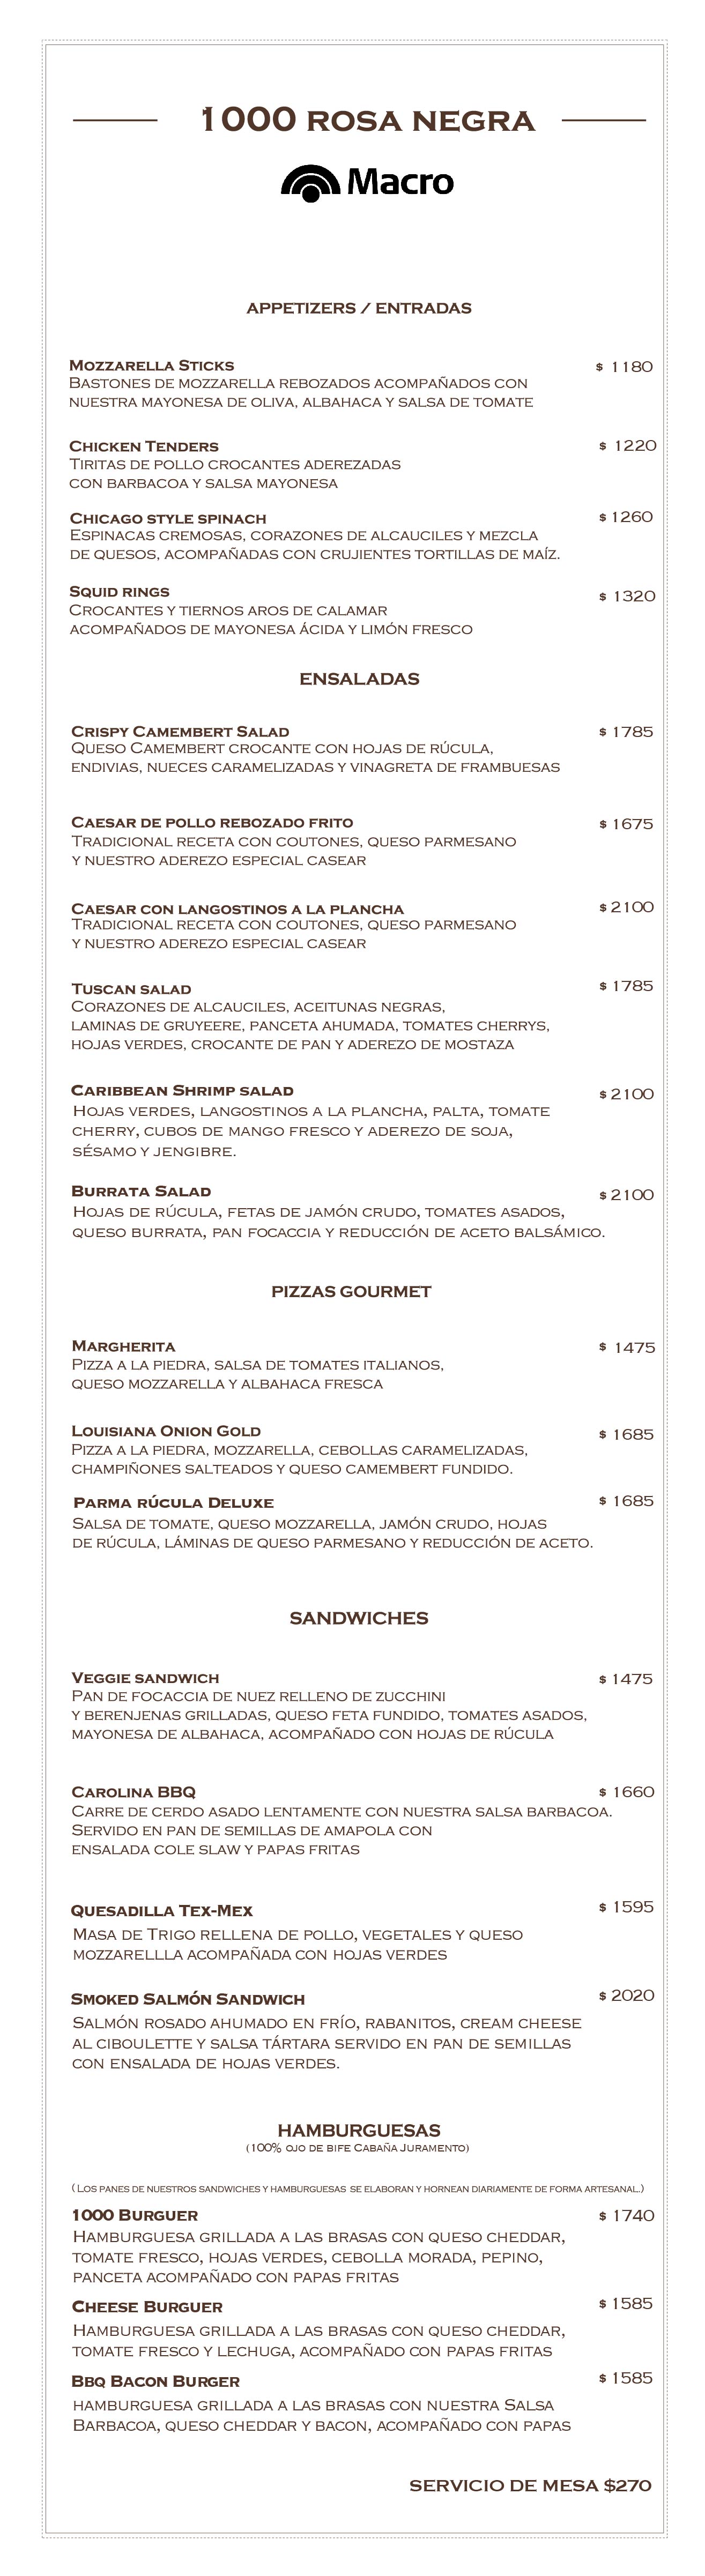 1000 ROSA NEGRA
Macro
APPETIZERS / ENTRADAS
MOZZARELLA STICKS $ 1180
BASTONES DE MOZZARELLA REBOZADOS ACOMPAÑADOS CON
NUESTRA MAYONESA DE OLIVA, ALBAHACA Y SALSA DE TOMATE
CHICKEN TENDERS $ 1220
TIRITAS DE POLLO CROCANTES ADEREZADAS
CON BARBACOA Y SALSA MAYONESA
CHICAGO STYLE SPINACH $ 1260
ESPINACAS CREMOSAS, CORAZONES DE ALCAUCILES Y MEZCLA
DE QUESOS, ACOMPAÑADAS CON CRUJIENTES TORTILLAS DE MAÍZ.
SQUID RINGS $ 1320
CROCANTES Y TIERNOS AROS DE CALAMAR
ACOMPAÑADOS DE MAYONESA ÁCIDA Y LIMÓN FRESCO
ENSALADAS
CRISPY CAMEMBERT SALAD $ 1785
QUESO CAMEMBERT CROCANTE CON HOJAS DE RÚCULA,
ENDIVIAS, NUECES CARAMELIZADAS Y VINAGRETA DE FRAMBUESAS
CAESAR DE POLLO REBOZADO FRITO $ 1675
TRADICIONAL RECETA CON COUTONES, QUESO PARMESANO
Y NUESTRO ADEREZO ESPECIAL CASEAR
CAESAR CON LANGOSTINOS A LA PLANCHA $ 2100
TRADICIONAL RECETA CON COUTONES, QUESO PARMESANO
Y NUESTRO ADEREZO ESPECIAL CASEAR
TUSCAN SALAD $ 1785
CORAZONES DE ALCAUCILES, ACEITUNAS NEGRAS,
LAMINAS DE GRUYEERE, PANCETA AHUMADA, TOMATES CHERRYS,
HOJAS VERDES, CROCANTE DE PAN Y ADEREZO DE MOSTAZA
CARIBBEAN SHRIMP SALAD $ 2100
HOJAS VERDES, LANGOSTINOS A LA PLANCHA, PALTA, TOMATE
CHERRY, CUBOS DE MANGO FRESCO Y ADEREZO DE SOJA,
SÉSAMO Y JENGIBRE.
BURRATA SALAD $ 2100
HOJAS DE RÚCULA, FETAS DE JAMÓN CRUDO, TOMATES ASADOS,
QUESO BURRATA, PAN FOCACCIA Y REDUCCIÓN DE ACETO BALSÁMICO.
PIZZAS GOURMET
MARGHERITA $ 1475
PIZZA A LA PIEDRA, SALSA DE TOMATES ITALIANOS,
QUESO MOZZARELLA Y ALBAHACA FRESCA
LOUISIANA ONION GOLD $ 1685
PIZZA A LA PIEDRA, MOZZARELLA, CEBOLLAS CARAMELIZADAS,
CHAMPIÑONES SALTEADOS Y QUESO CAMEMBERT FUNDIDO.
PARMA RÚCULA DELUXE $ 1685
SALSA DE TOMATE, QUESO MOZZARELLA, JAMÓN CRUDO, HOJAS
DE RÚCULA, LÁMINAS DE QUESO PARMESANO Y REDUCCIÓN DE ACETO.
SANDWICHES
VEGGIE SANDWICH $ 1475
PAN DE FOCACCIA DE NUEZ RELLENO DE ZUCCHINI
Y BERENJENAS GRILLADAS, QUESO FETA FUNDIDO, TOMATES ASADOS,
MAYONESA DE ALBAHACA, ACOMPAÑADO CON HOJAS DE RÚCULA
CAROLINA BBQ $ 1660
CARRE DE CERDO ASADO LENTAMENTE CON NUESTRA SALSA BARBACOA.
SERVIDO EN PAN DE SEMILLAS DE AMAPOLA CON
ENSALADA COLE SLAW Y PAPAS FRITAS
QUESADILLA TEX-MEX $ 1595
MASA DE TRIGO RELLENA DE POLLO, VEGETALES Y QUESO
MOZZARELLLA ACOMPAÑADA CON HOJAS VERDES
SMOKED SALMÓN SANDWICH $ 2020
SALMÓN ROSADO AHUMADO EN FRÍO, RABANITOS, CREAM CHEESE
AL CIBOULETTE Y SALSA TÁRTARA SERVIDO EN PAN DE SEMILLAS
CON ENSALADA DE HOJAS VERDES.
HAMBURGUESAS
(100% OJO DE BIFE CABAÑA JURAMENTO)
( LOS PANES DE NUESTROS SANDWICHES Y HAMBURGUESAS SE ELABORAN Y HORNEAN DIARIAMENTE DE FORMA ARTESANAL.)
1000 BURGUER $ 1740
HAMBURGUESA GRILLADA A LAS BRASAS CON QUESO CHEDDAR,
TOMATE FRESCO, HOJAS VERDES, CEBOLLA MORADA, PEPINO,
PANCETA ACOMPAÑADO CON PAPAS FRITAS
CHEESE BURGUER $ 1585
HAMBURGUESA GRILLADA A LAS BRASAS CON QUESO CHEDDAR,
TOMATE FRESCO Y LECHUGA, ACOMPAÑADO CON PAPAS FRITAS
BBQ BACON BURGER $ 1585
HAMBURGUESA GRILLADA A LAS BRASAS CON NUESTRA SALSA
BARBACOA, QUESO CHEDDAR Y BACON, ACOMPAÑADO CON PAPAS
SERVICIO DE MESA $270